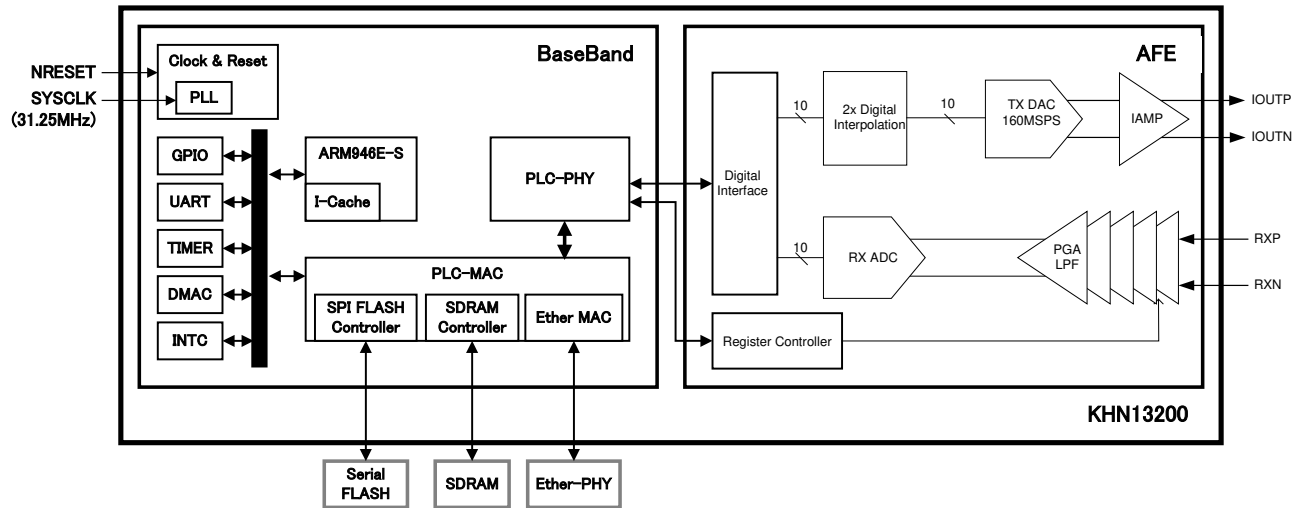 BaseBand
AFE
Clock & Reset
PLL
NRESET
SYSCLK
(31.25MHz)
GPIO
UART
TIMER
DMAC
INTC
ARM946E-S
I-Cache
PLC-PHY
PLC-MAC
SPI FLASH
Controller
SDRAM
Controller
Ether MAC
Digital
Interface
10
2x Digital
Interpolation
10
TX DAC
160MSPS
IAMP
IOUTP
IOUTN
10
RX ADC
PGA
LPF
RXP
RXN
Register Controller
KHN13200
Serial
FLASH
SDRAM
Ether-PHY